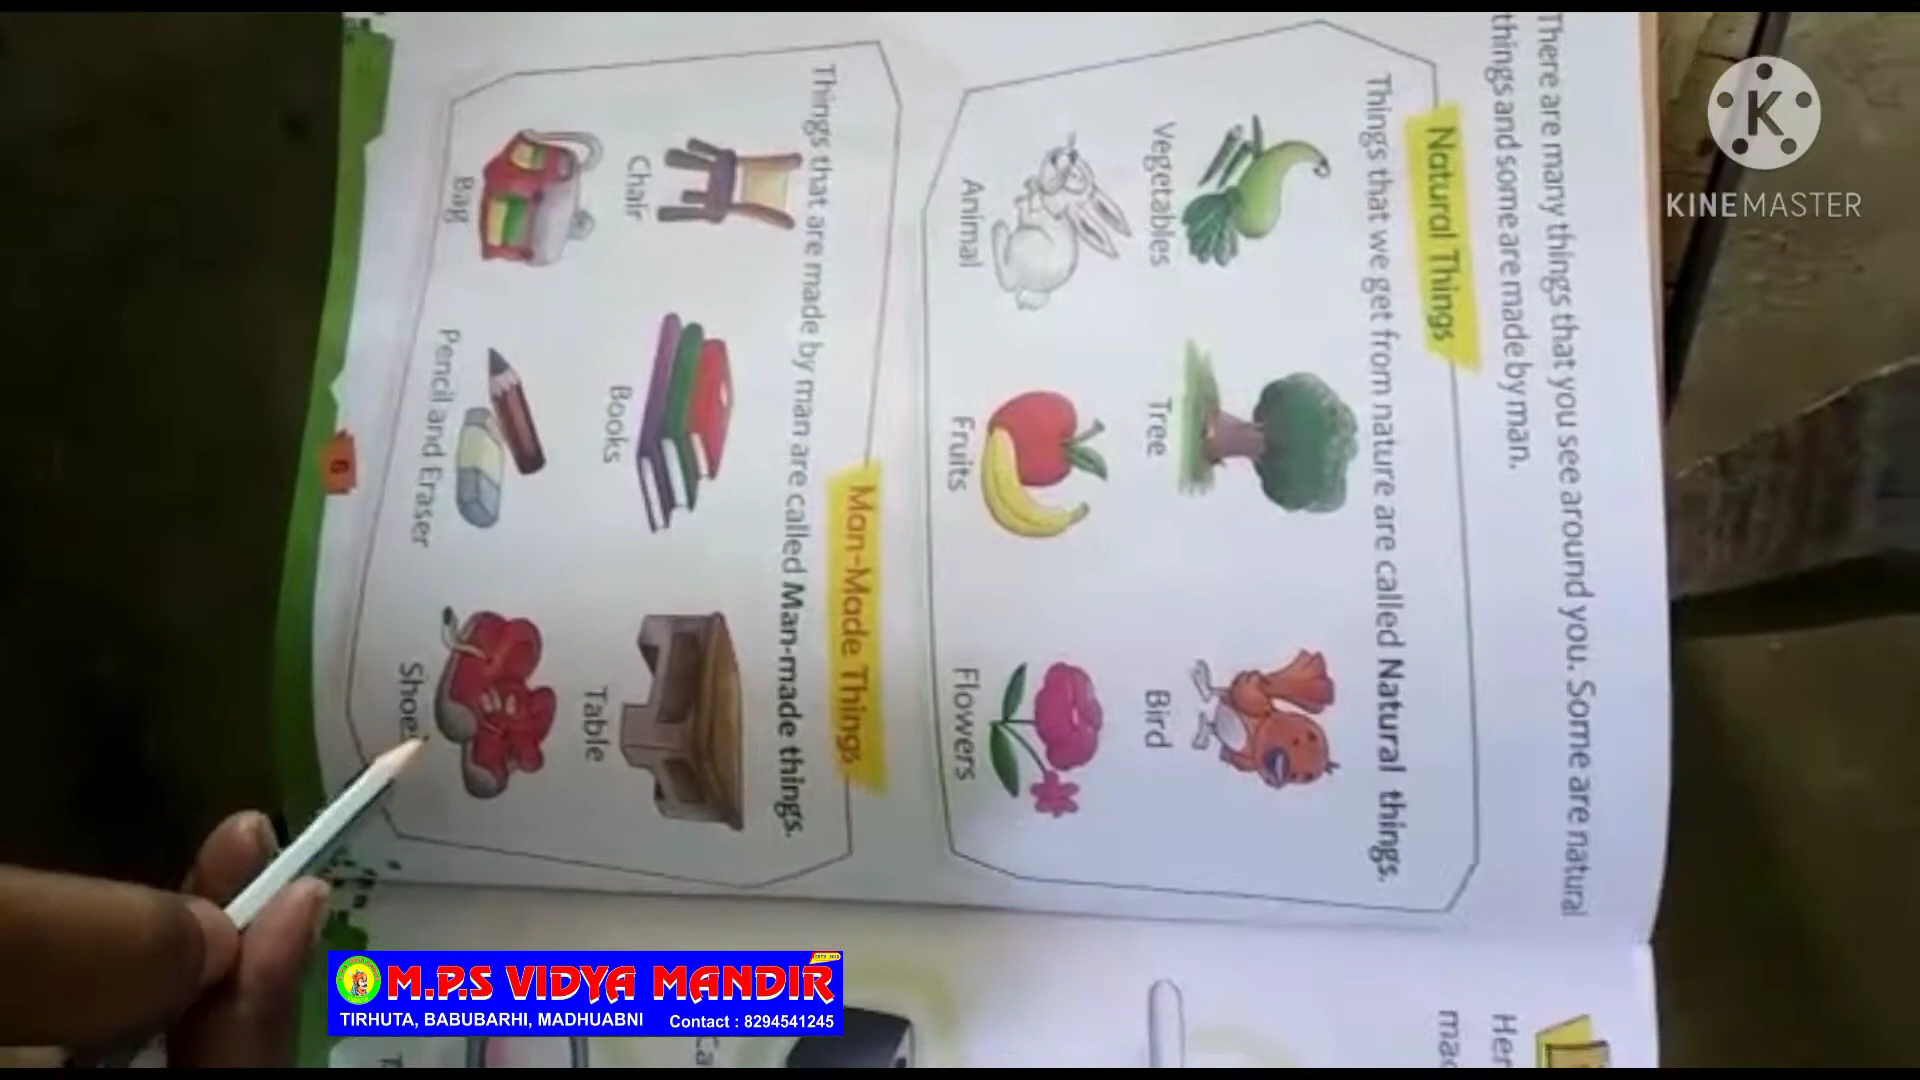 There are many things that you see around you. Some are natural
things and some are made by man.
Natural Things
Things that we get from nature are called Natural things.
Vegetables
Tree
Bird
Animal
Fruits
Flowers
Man-Made Things
Things that are made by man are called Man-made things.
Chair
Books
Table
Bag
Pencil and Eraser
Shoes
6
K
KINEMASTER
M.P.S VIDYA MANDIR
TIRHUTA, BABUBARHI, MADHUABNI Contact : 8294541245